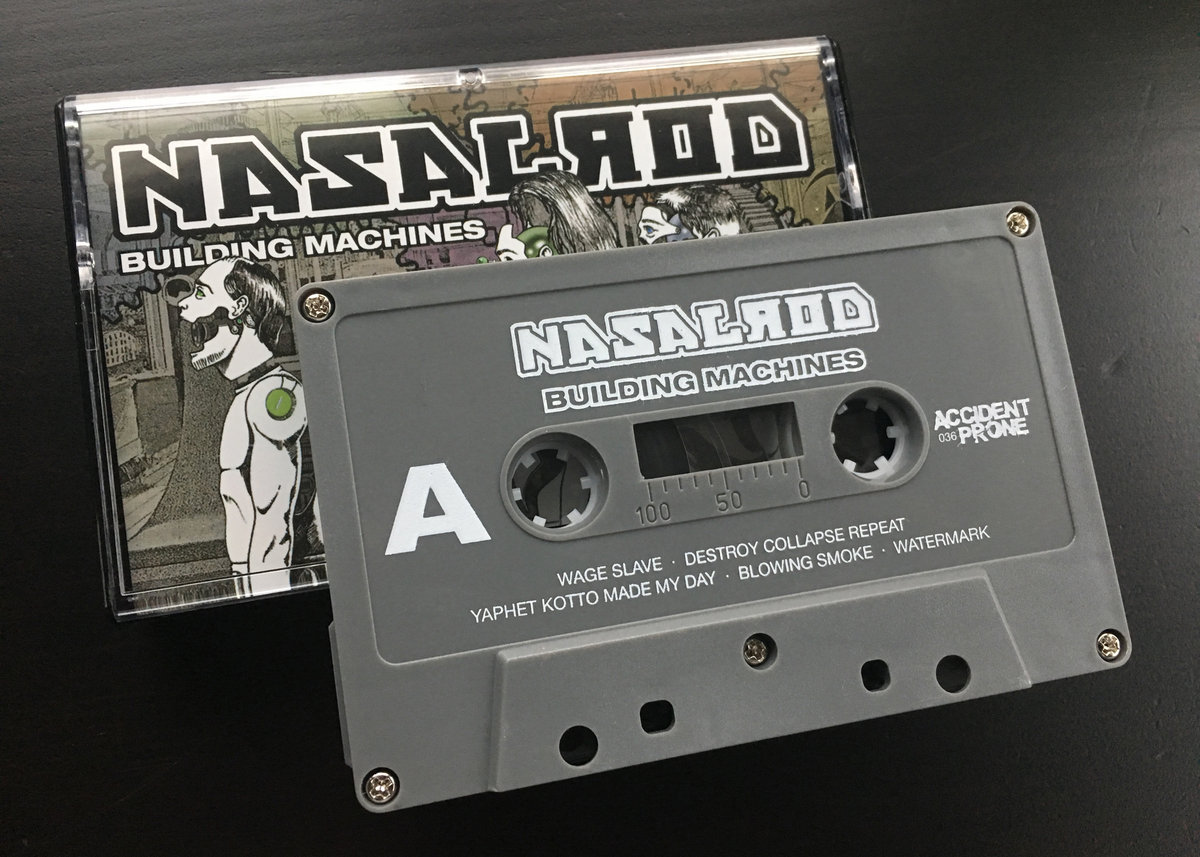 NASALROD
BUILDING MACHINES
NASALROD
BUILDING MACHINES
ACCIDENT
036 PRONE
A
100 50 0
WAGE SLAVE · DESTROY COLLAPSE REPEAT
YAPHET KOTTO MADE MY DAY · BLOWING SMOKE · WATERMARK